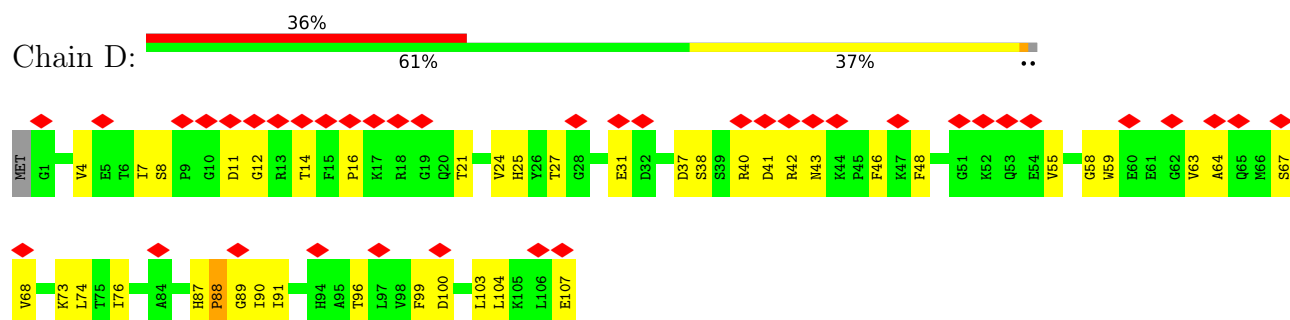 36%
Chain D:
61% 37% ••
MET G1 V4 E5 T6 I7 S8 P9 G10 D11 G12 R13 T14 F15 P16 K17 R18 G19 Q20 T21 V24 H25 Y26 T27 G28 E31 D32 D37 S38 S39 R40 D41 R42 N43 K44 P45 F46 K47 F48 G51 K52 Q53 E54 V55 G58 W59 E60 E61 G62 V63 A64 Q65 M66 S67
V68 K73 L74 T75 I76 A84 H87 P88 G89 I90 I91 H94 A95 T96 L97 V98 F99 D100 L103 L104 K105 L106 E107